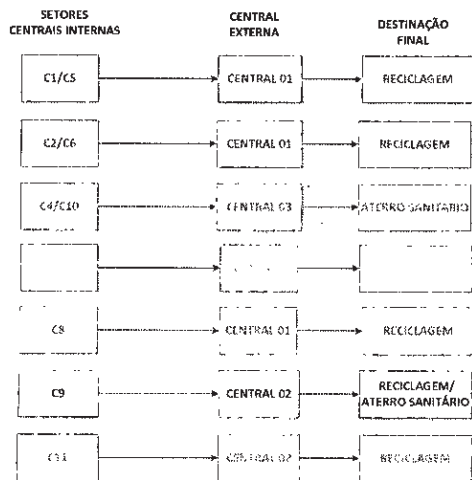 SETORES CENTRAL DESTINAÇÃO
CENTRAIS INTERNAS EXTERNA FINAL
C1/C5 CENTRAL 01 RECICLAGEM
C2/C6 CENTRAL 01 RECICLAGEM
C4/C10 CENTRAL 03 ATERRO SANITÁRIO
C8 CENTRAL 01 RECICLAGEM
C9 CENTRAL 02 RECICLAGEM/
ATERRO SANITÁRIO
C11 CENTRAL 02 RECICLAGEM